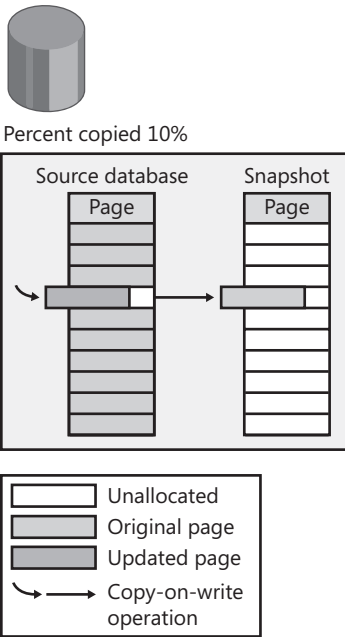 Percent copied 10%
Source database
Snapshot
Page
Page
Unallocated
Original page
Updated page
Copy-on-write
operation